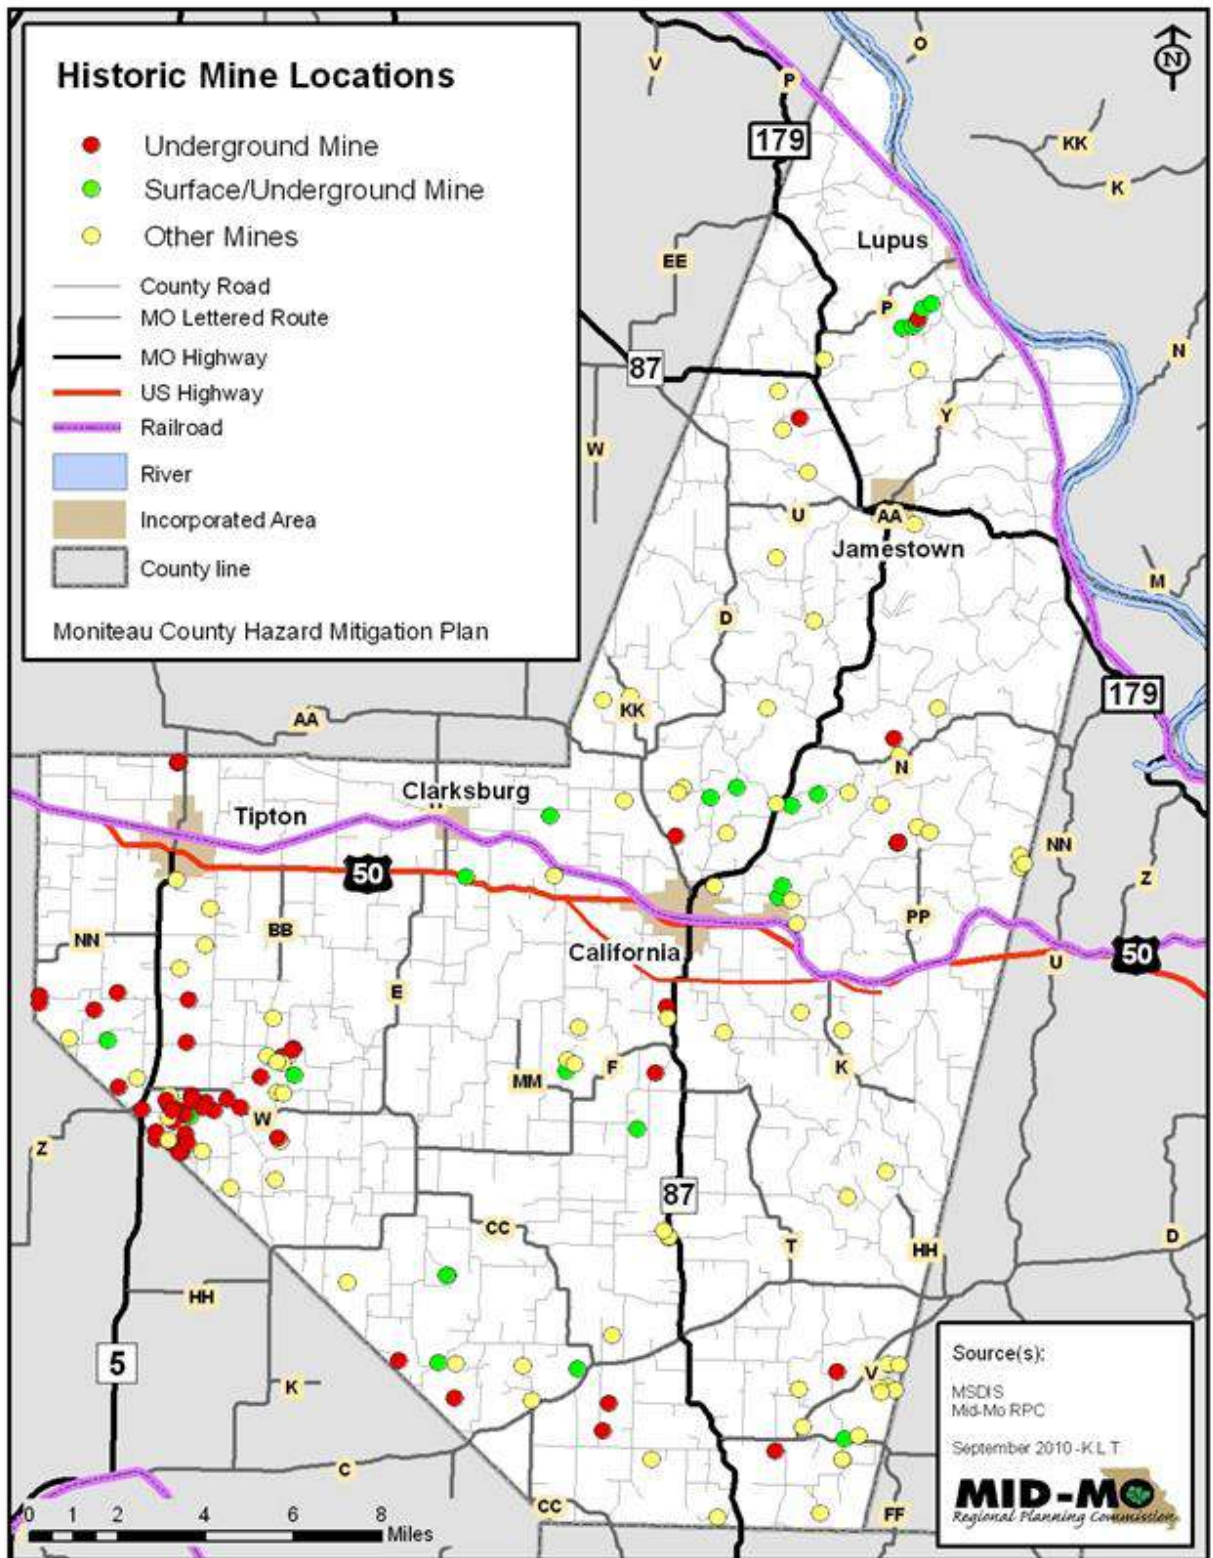 Historic Mine Locations
Underground Mine
Surface/Underground Mine
Other Mines
County Road
MO Lettered Route
MO Highway
US Highway
Railroad
River
Incorporated Area
County line
Moniteau County Hazard Mitigation Plan
N
O
V
P
179
KK
K
Lupus
EE
P
N
87
Y
W
U
AA
Jamestown
M
D
179
KK
AA
N
Clarksburg
Tipton
50
NN
Z
PP
BB
NN
California
50
U
E
MM
F
K
W
Z
87
CC
T
HH
D
HH
5
V
K
C
CC
FF
Source(s):
MSDIS
Mid-Mo RPC
September 2010 -K L T
MID-MO
Regional Planning Commission
0 1 2 4 6 8
Miles